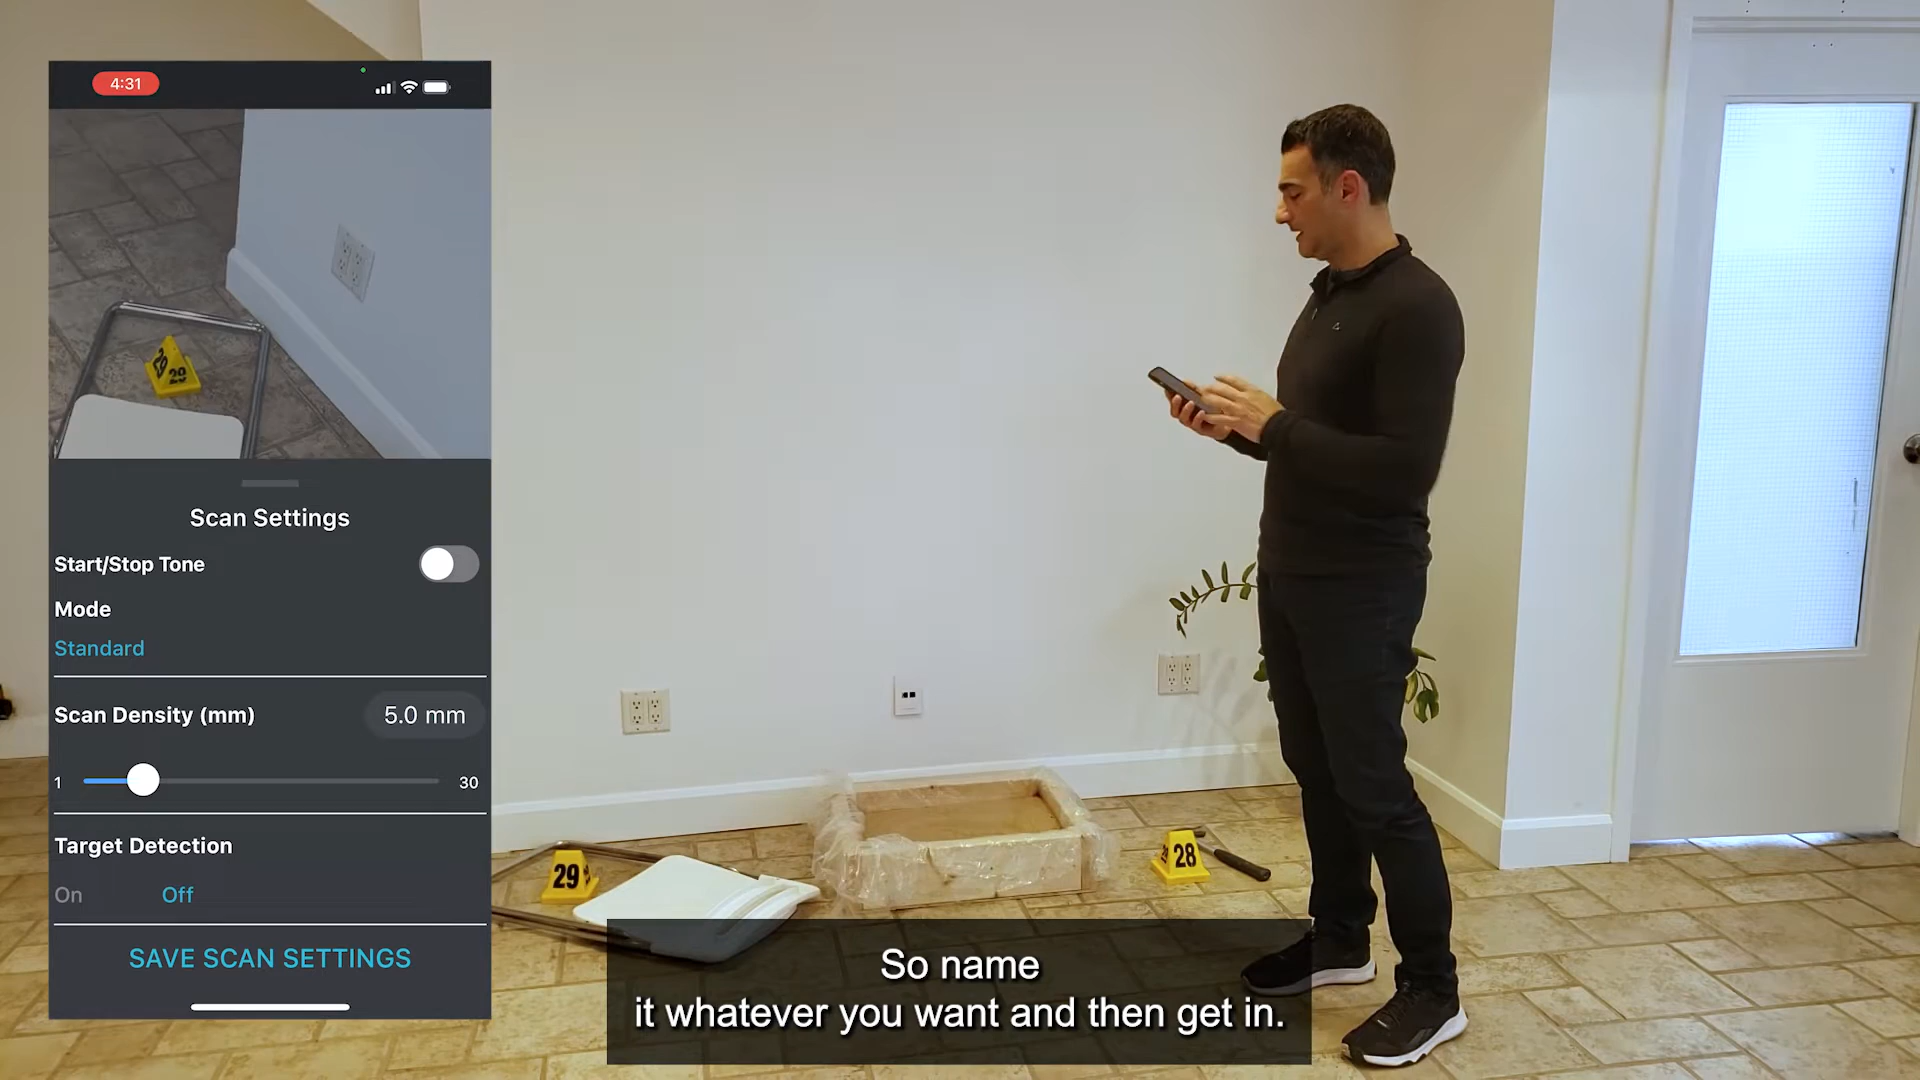 4:31
29
29
Scan Settings
Start/Stop Tone
Mode
Standard
Scan Density (mm)
5.0 mm
1
30
Target Detection
On
Off
SAVE SCAN SETTINGS
29
28
So name
it whatever you want and then get in.